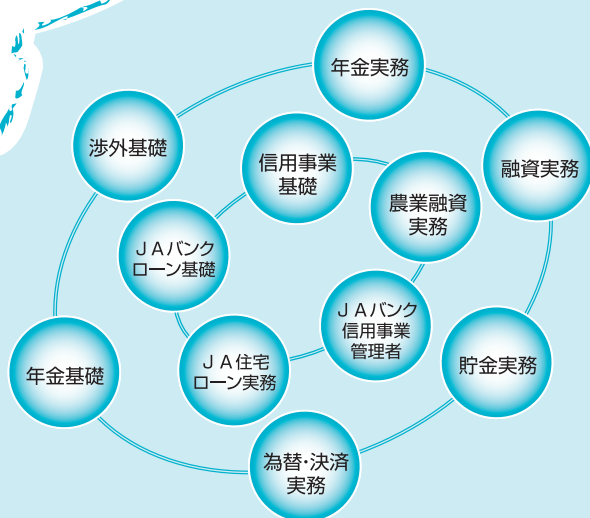 年金実務
渉外基礎
融資実務
信用事業
基礎
農業融資
実務
ＪＡバンク
ローン基礎
ＪＡバンク
信用事業
管理者
ＪＡ住宅
ローン実務
年金基礎
貯金実務
為替・決済
実務